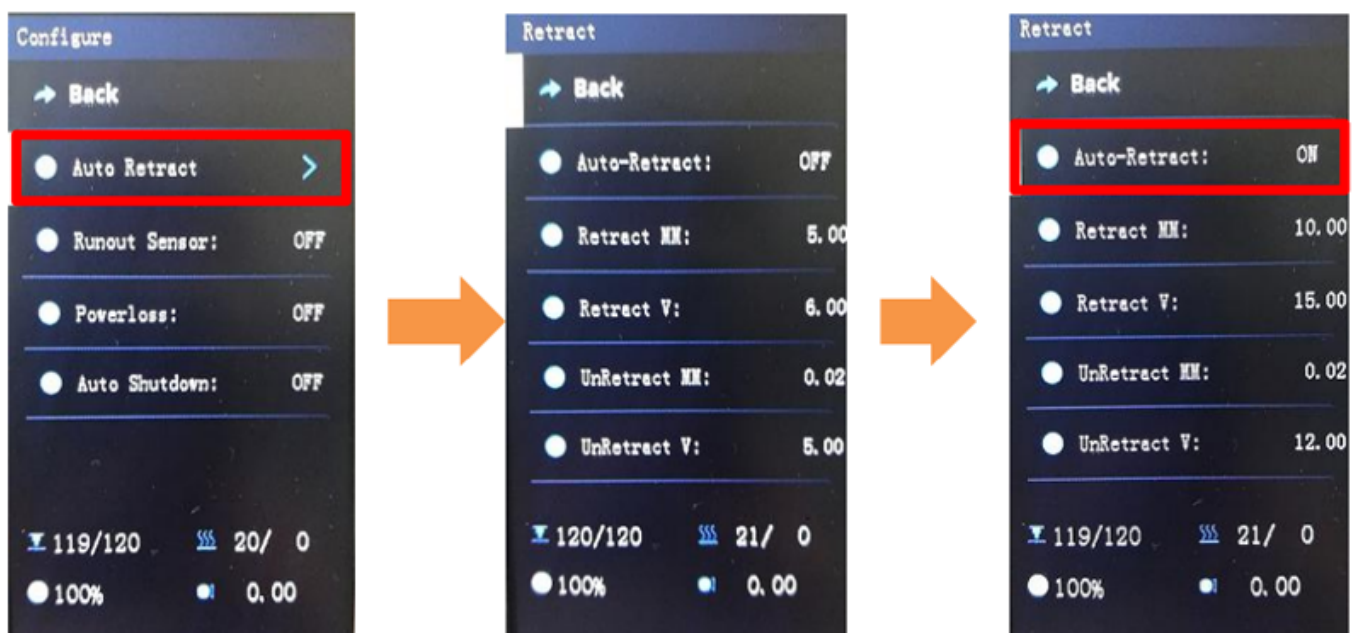 Configure
Back
Auto Retract >
Runout Sensor: OFF
Powerloss: OFF
Auto Shutdown: OFF
119/120 20/ 0
100% 0.00
Retract
Back
Auto-Retract: OFF
Retract MM: 5.00
Retract V: 6.00
UnRetract MM: 0.02
UnRetract V: 5.00
120/120 21/ 0
100% 0.00
Retract
Back
Auto-Retract: ON
Retract MM: 10.00
Retract V: 15.00
UnRetract MM: 0.02
UnRetract V: 12.00
119/120 21/ 0
100% 0.00